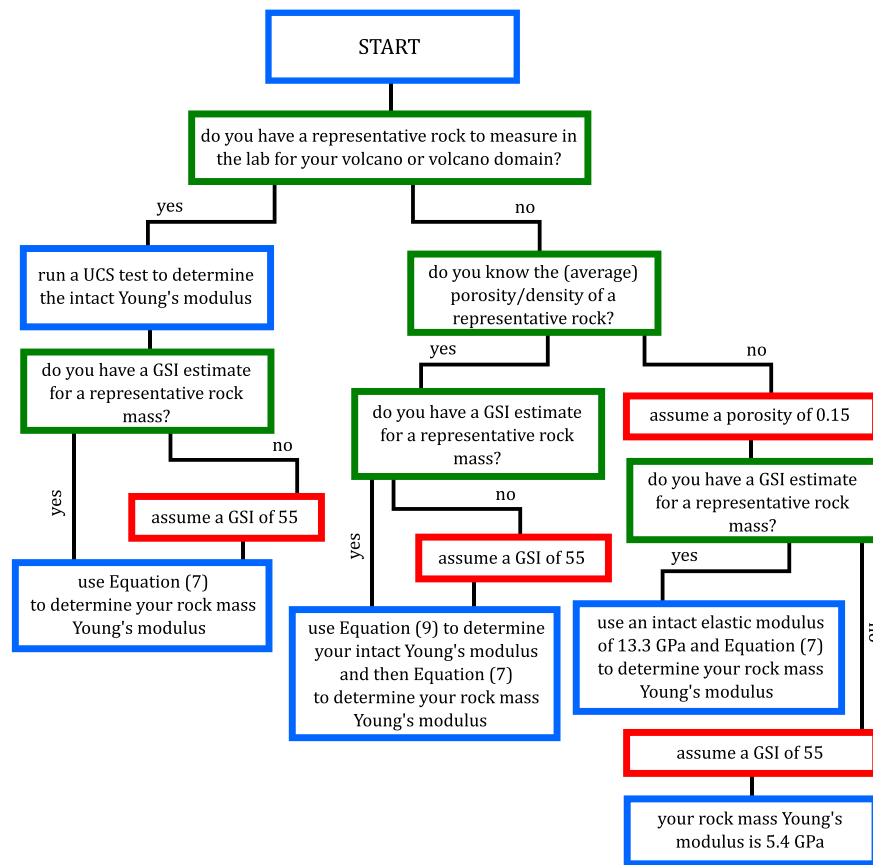 START
do you have a representative rock to measure in
the lab for your volcano or volcano domain?
yes
no
run a UCS test to determine
the intact Young's modulus
do you know the (average)
porosity/density of a
representative rock?
yes
no
do you have a GSI estimate
for a representative rock
mass?
do you have a GSI estimate
for a representative rock
mass?
assume a porosity of 0.15
no
yes
assume a GSI of 55
do you have a GSI estimate
for a representative rock
mass?
no
yes
assume a GSI of 55
yes
no
use Equation (7)
to determine your rock mass
Young's modulus
use Equation (9) to determine
your intact Young's modulus
and then Equation (7)
to determine your rock mass
Young's modulus
use an intact elastic modulus
of 13.3 GPa and Equation (7)
to determine your rock mass
Young's modulus
assume a GSI of 55
your rock mass Young's
modulus is 5.4 GPa